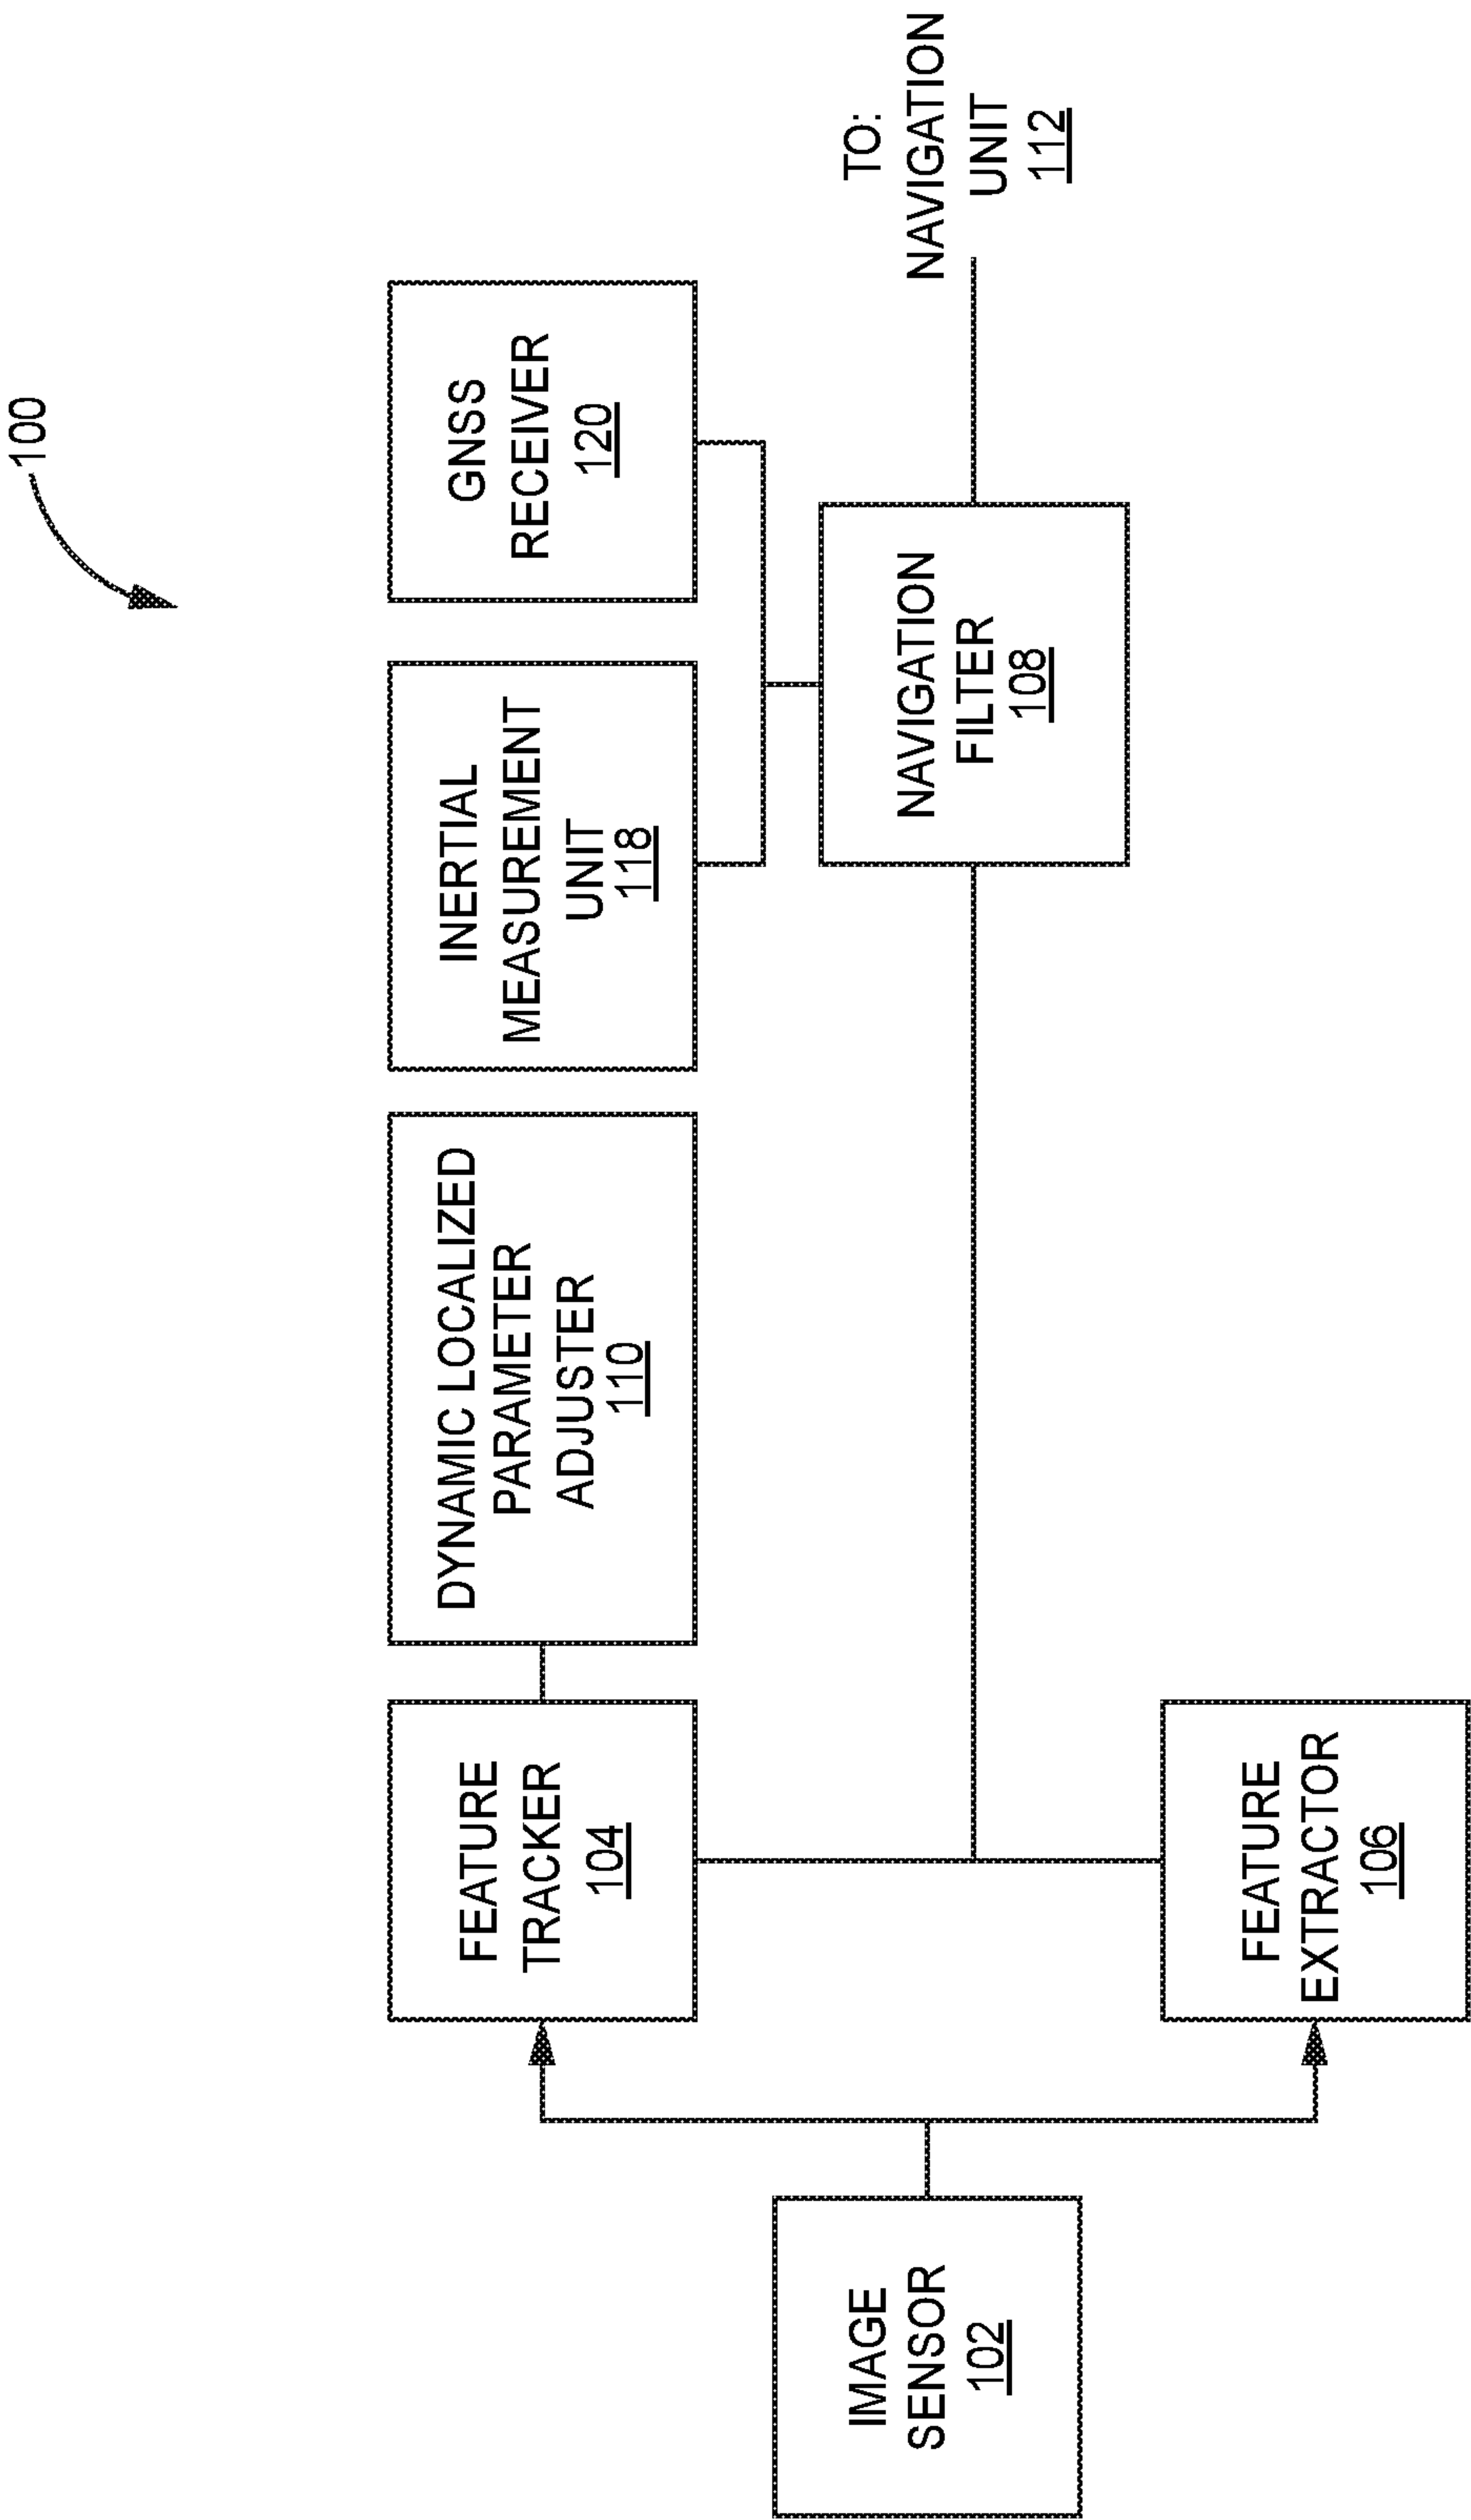 100
FEATURE
TRACKER
104
DYNAMIC LOCALIZED
PARAMETER
ADJUSTER
110
INERTIAL
MEASUREMENT
UNIT
118
GNSS
RECEIVER
120
IMAGE
SENSOR
102
NAVIGATION
FILTER
108
TO:
NAVIGATION
UNIT
112
FEATURE
EXTRACTOR
106